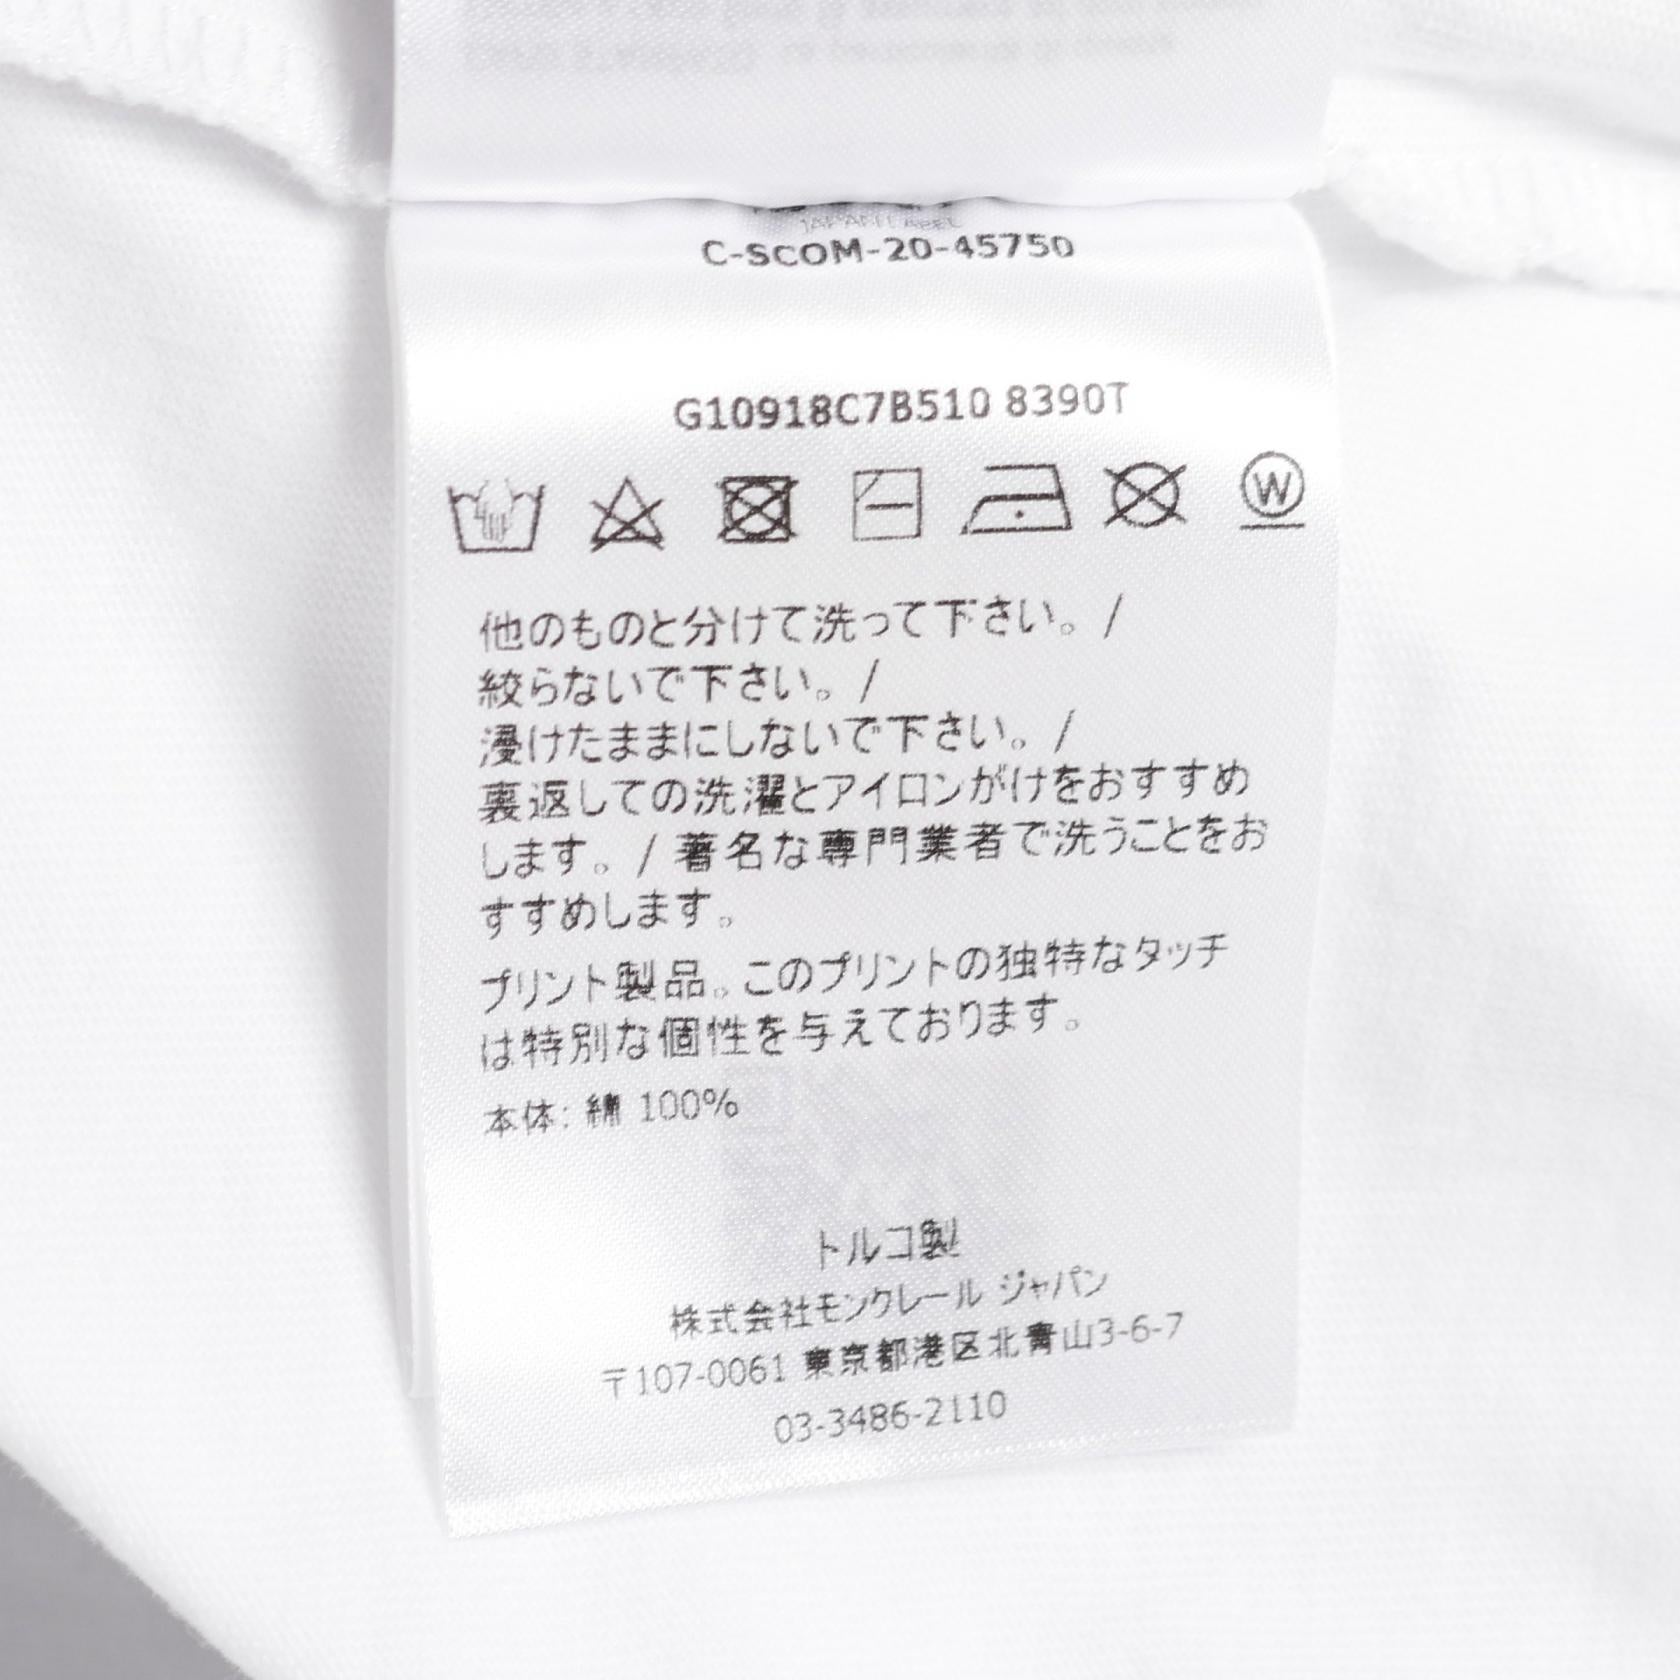 JAPAN LABEL
C-SCOM-20-45750
G10918C7B510 8390T
W
他のものと分けて洗って下さい。/
絞らないで下さい。/
浸けたままにしないで下さい。/
裏返しての洗濯とアイロンがけをおすすめ
します。/ 著名な専門業者で洗うことをお
すすめします。
プリント製品。このプリントの独特なタッチ
は特別な個性を与えております。
本体: 綿 100%
トルコ製
株式会社モンクレール ジャパン
〒107-0061 東京都港区北青山3-6-7
03-3486-2110